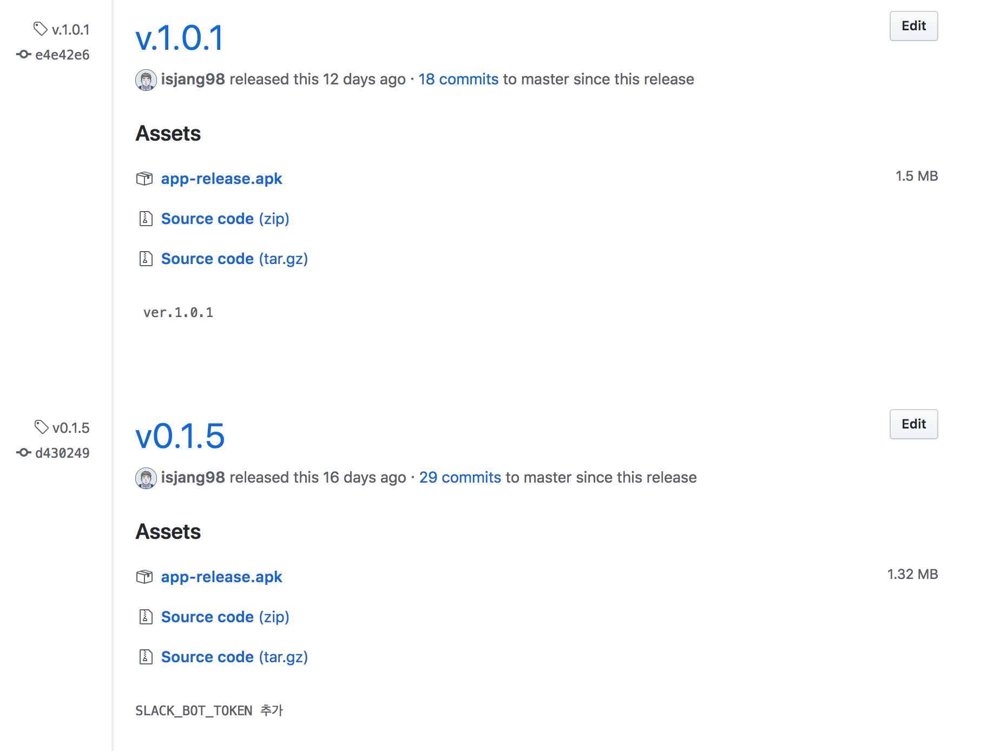 v.1.0.1
e4e42e6
v.1.0.1
Edit
isjang98 released this 12 days ago · 18 commits to master since this release
Assets
app-release.apk 1.5 MB
Source code (zip)
Source code (tar.gz)
ver.1.0.1
v0.1.5
d430249
v0.1.5
Edit
isjang98 released this 16 days ago · 29 commits to master since this release
Assets
app-release.apk 1.32 MB
Source code (zip)
Source code (tar.gz)
SLACK_BOT_TOKEN 추가